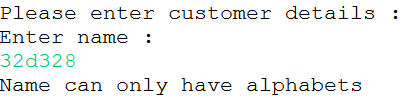 Please enter customer details :
Enter name :
32d328
Name can only have alphabets